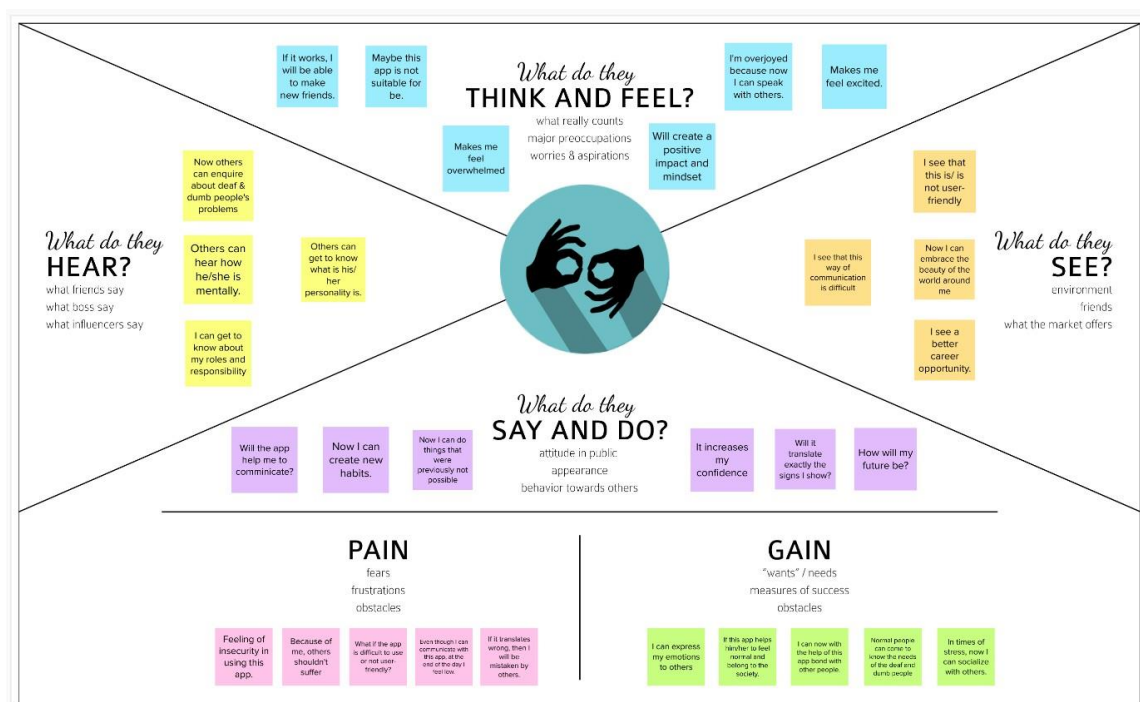 If it works, I
will be able
to make
new friends.
Maybe this
app is not
suitable for
be.
What do they
THINK AND FEEL?
what really counts
major preoccupations
worries & aspirations
I'm overjoyed
because now
I can speak
with others.
Makes me
feel excited.
Makes me
feel
overwhelmed
Will create a
positive
impact and
mindset
What do they
HEAR?
what friends say
what boss say
what influencers say
Now others
can enquire
about deaf &
dumb people's
problems
Others can
hear how
he/she is
mentally.
Others can
get to know
what is his/
her
personality is.
I can get to
know about
my roles and
responsibility
I see that
this is/ is
not user-
friendly
I see that this
way of
communication
is difficult
Now I can
embrace the
beauty of the
world around
me
I see a
better
career
opportunity.
What do they
SEE?
environment
friends
what the market offers
What do they
SAY AND DO?
attitude in public
appearance
behavior towards others
Will the app
help me to
comminicate?
Now I can
create new
habits.
Now I can do
things that
were
previously not
possible
It increases
my
confidence
Will it
translate
exactly the
signs I show?
How will my
future be?
PAIN
fears
frustrations
obstacles
Feeling of
insecurity in
using this
app.
Because of
me, others
shouldn't
suffer
What if the app
is difficult to use
or not user-
friendly?
Even though I can
communicate with
this app, at the
end of the day I
feel low.
If it translates
wrong, then I
will be
mistaken by
others.
GAIN
"wants" / needs
measures of success
obstacles
I can express
my emotions
to others
If this app helps
him/her to feel
normal and
belong to the
society.
I can now with
the help of this
app bond with
other people.
Normal people
can come to
know the needs
of the deaf and
dumb people
In times of
stress, now I
can socialize
with others.